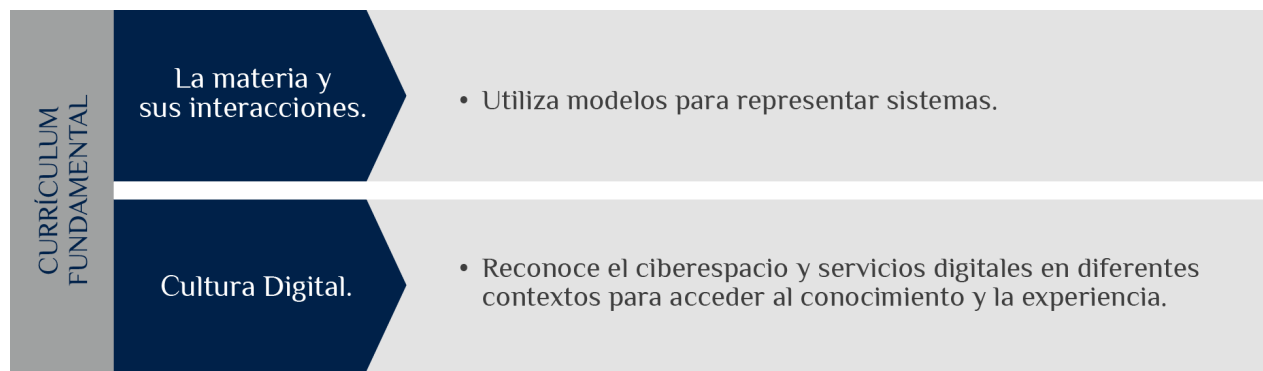 CURRÍCULUM
FUNDAMENTAL
La materia y
sus interacciones.
• Utiliza modelos para representar sistemas.
Cultura Digital.
• Reconoce el ciberespacio y servicios digitales en diferentes
contextos para acceder al conocimiento y la experiencia.